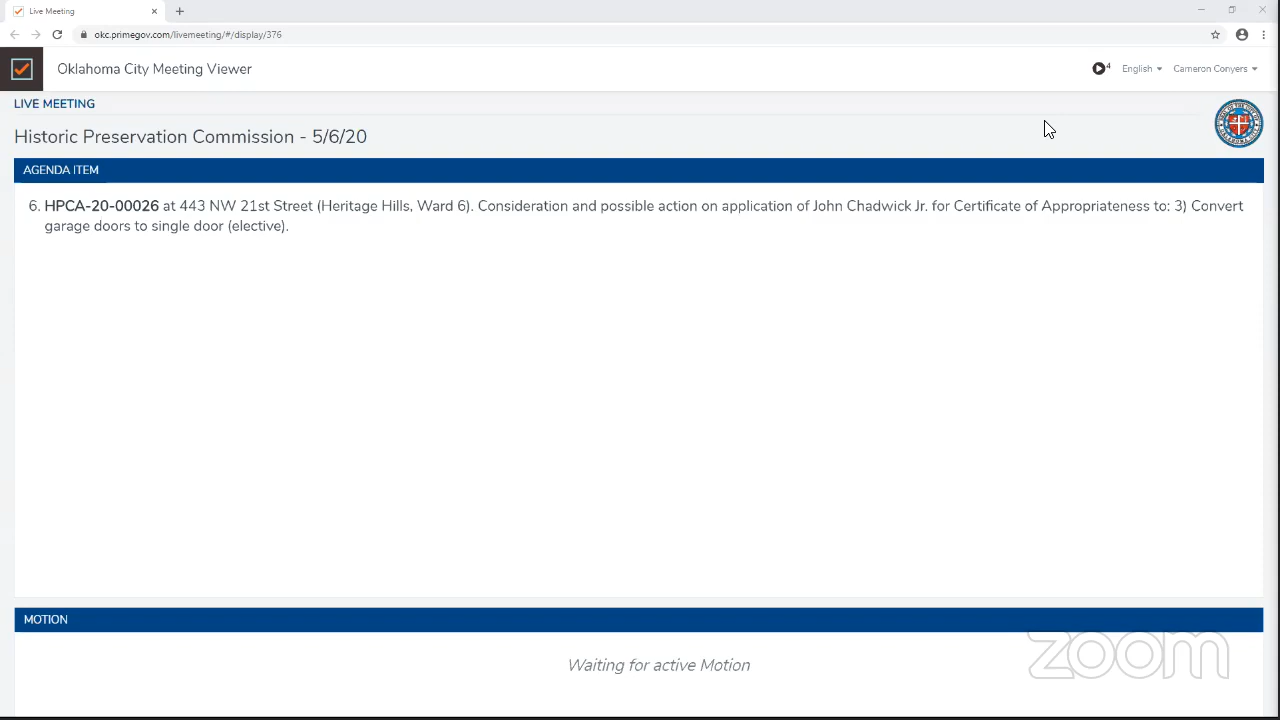 Live Meeting
okc.primegov.com/livemeeting/#/display/376
Oklahoma City Meeting Viewer
4
English
Cameron Conyers
LIVE MEETING
Historic Preservation Commission - 5/6/20
AGENDA ITEM
6. HPCA-20-00026 at 443 NW 21st Street (Heritage Hills, Ward 6). Consideration and possible action on application of John Chadwick Jr. for Certificate of Appropriateness to: 3) Convert
garage doors to single door (elective).
MOTION
Waiting for active Motion
zoom